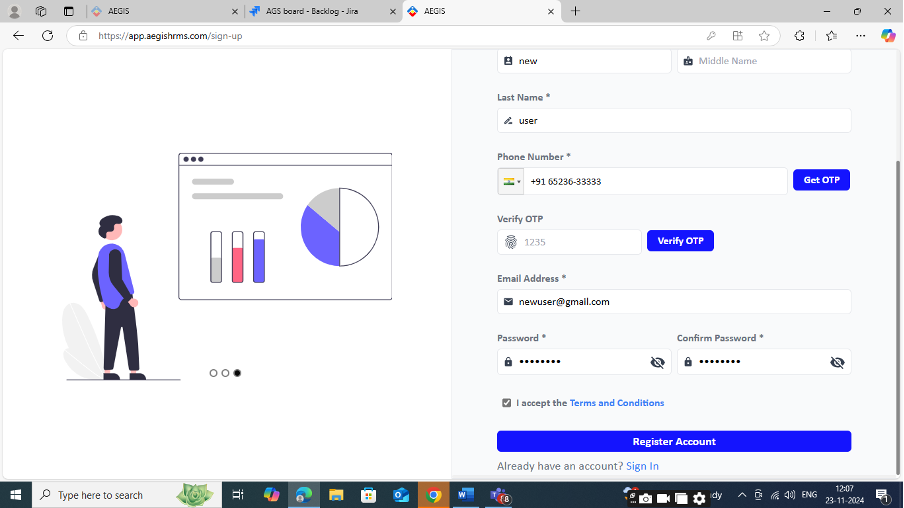 AEGIS
AGS board - Backlog - Jira
AEGIS
https://app.aegishrms.com/sign-up
new
Middle Name
Last Name *
user
Phone Number *
+91 65236-33333
Get OTP
Verify OTP
1235
Verify OTP
Email Address *
newuser@gmail.com
Password *
Confirm Password *
I accept the Terms and Conditions
Register Account
Already have an account? Sign In
Type here to search
8
ENG
12:07
23-11-2024
1